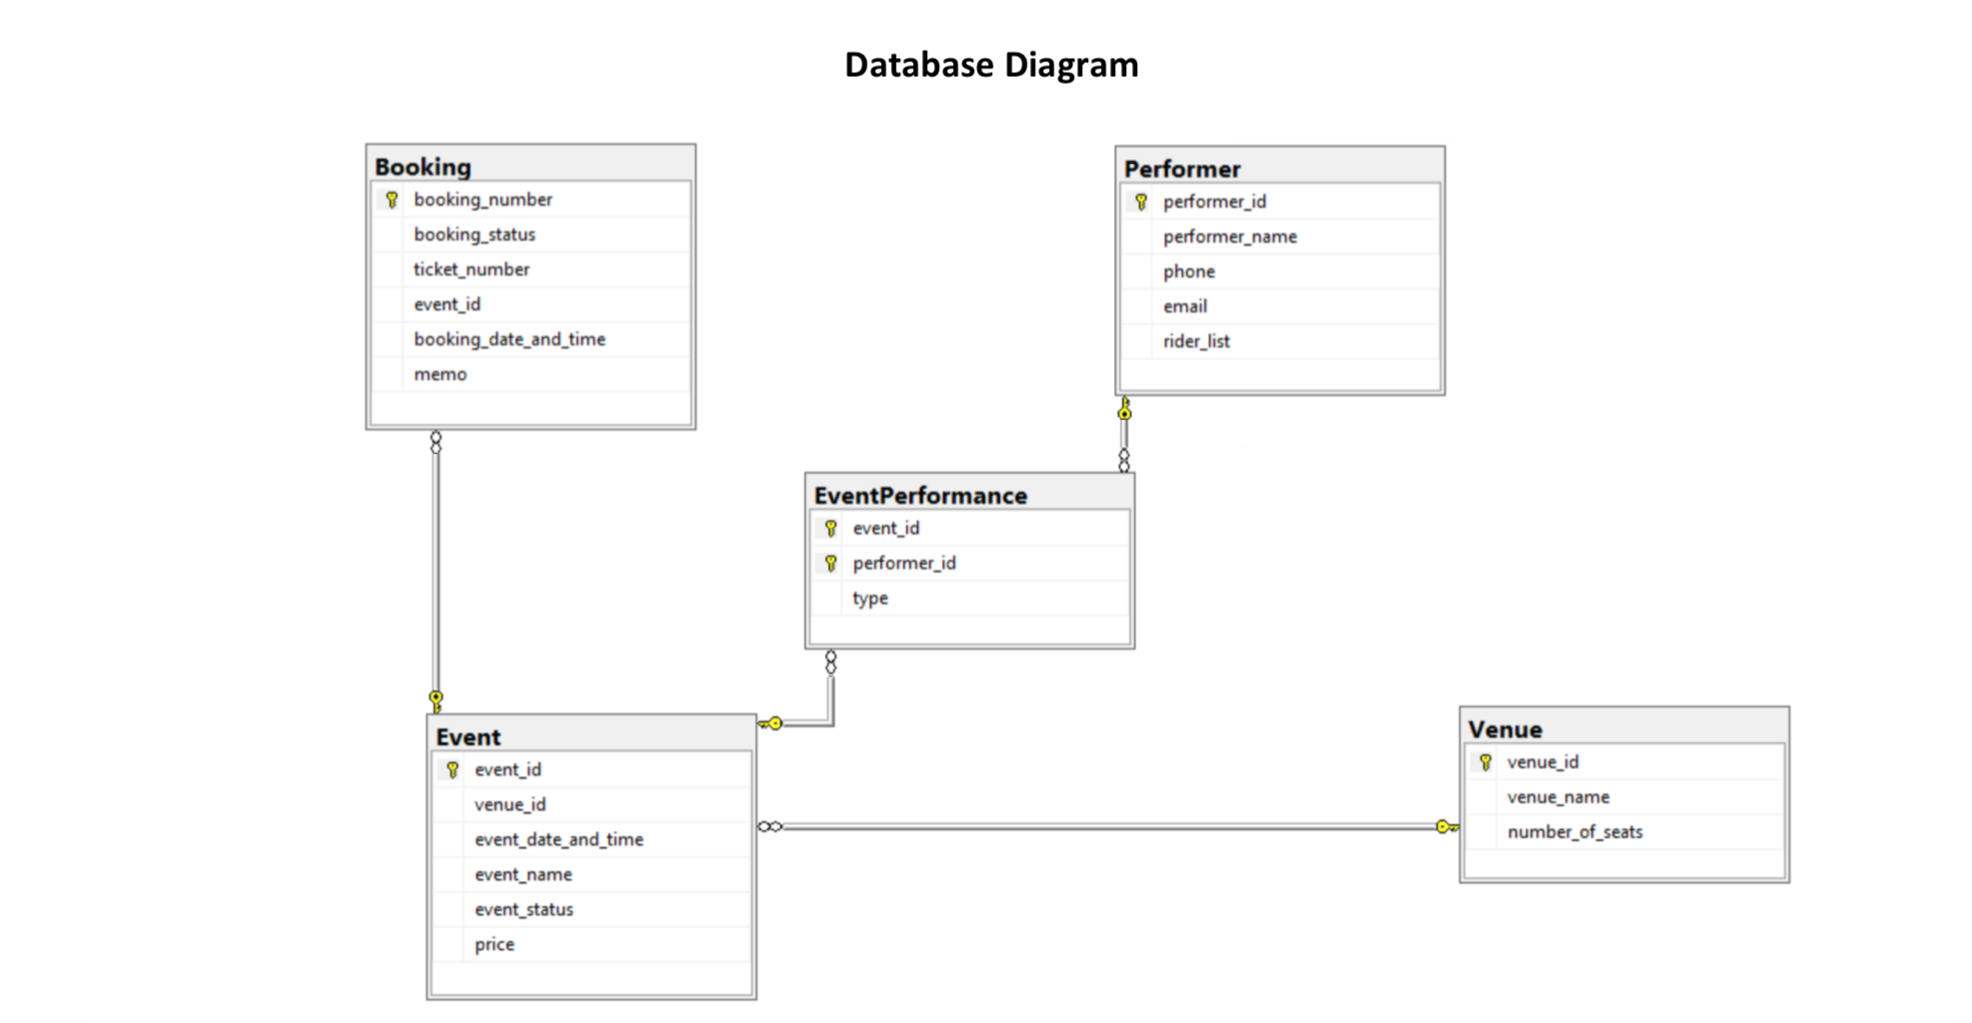 Database Diagram
Booking
booking_number
booking_status
ticket_number
event_id
booking_date_and_time
memo
Performer
performer_id
performer_name
phone
email
rider_list
EventPerformance
event_id
performer_id
type
Event
event_id
venue_id
event_date_and_time
event_name
event_status
price
Venue
venue_id
venue_name
number_of_seats